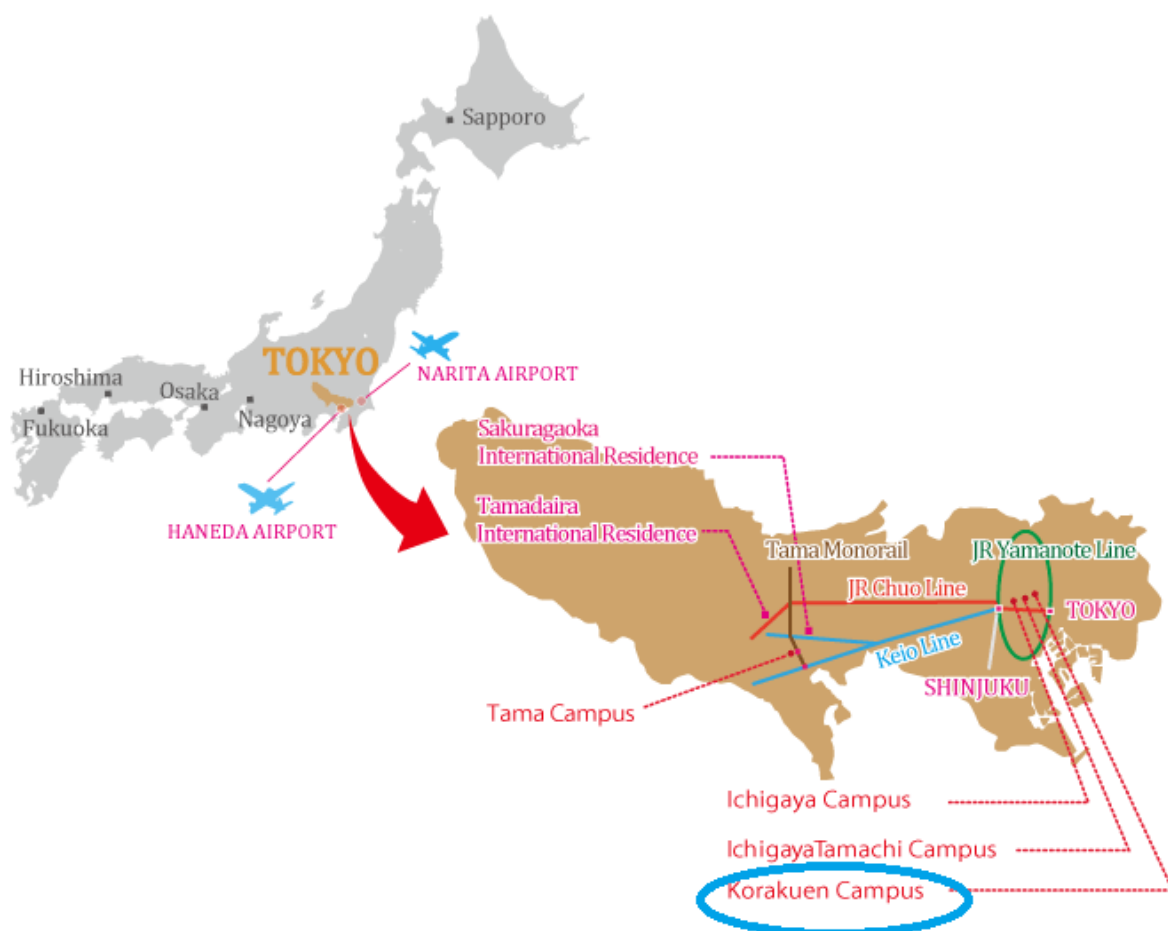 Sapporo
TOKYO
NARITA AIRPORT
Hiroshima
Osaka
Fukuoka
Nagoya
HANEDA AIRPORT
Sakuragaoka
International Residence
Tamadaira
International Residence
Tama Monorail
JR Yamanote Line
JR Chuo Line
TOKYO
Keio Line
SHINJUKU
Tama Campus
Ichigaya Campus
IchigayaTamachi Campus
Korakuen Campus